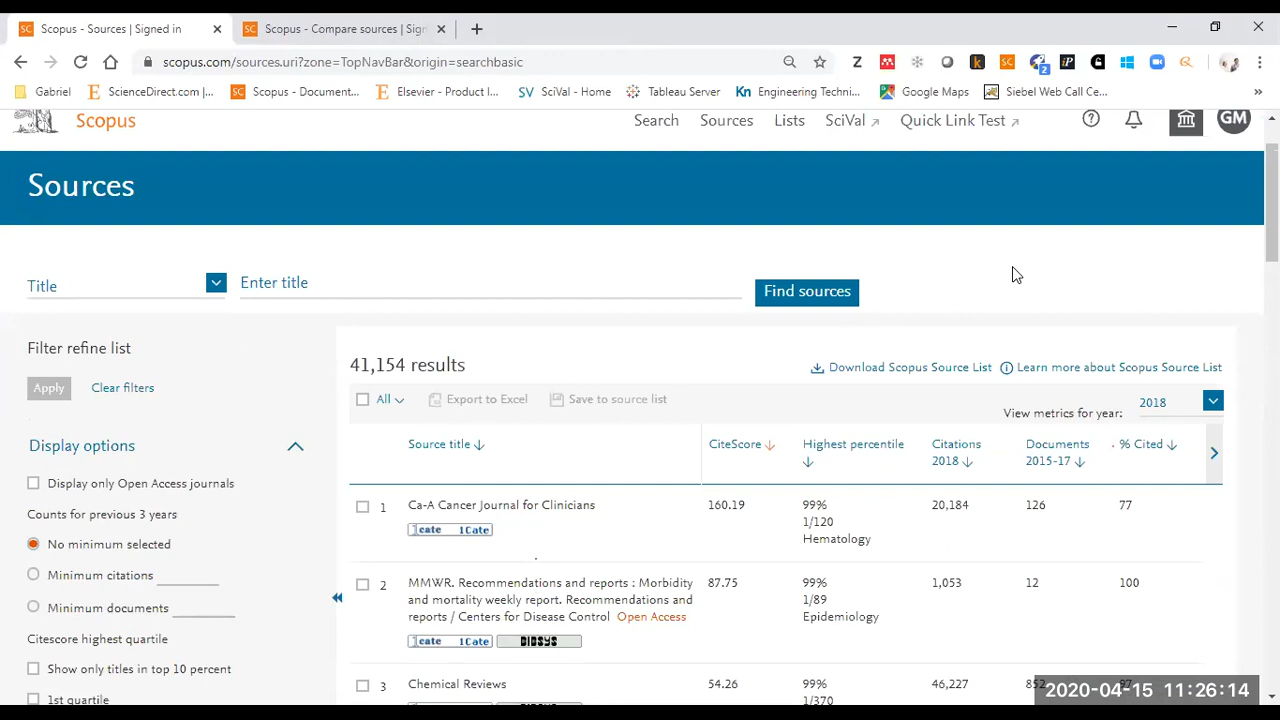 Scopus - Sources | Signed in
Scopus - Compare sources | Sign
scopus.com/sources.uri?zone=TopNavBar&origin=searchbasic
Gabriel
ScienceDirect.com |...
Scopus - Document...
Elsevier - Product I...
SciVal - Home
Tableau Server
Engineering Techni...
Google Maps
Siebel Web Call Ce...
Scopus
Search
Sources
Lists
SciVal
Quick Link Test
GM
Sources
Title
Enter title
Find sources
Filter refine list
Apply
Clear filters
Display options
Display only Open Access journals
Counts for previous 3 years
No minimum selected
Minimum citations
Minimum documents
Citescore highest quartile
Show only titles in top 10 percent
1st quartile
41,154 results
Download Scopus Source List
Learn more about Scopus Source List
All
Export to Excel
Save to source list
View metrics for year:
2018
Source title
CiteScore
Highest percentile
Citations 2018
Documents 2015-17
% Cited
1
Ca-A Cancer Journal for Clinicians
160.19
99%
1/120
Hematology
20,184
126
77
1Cate
2
MMWR. Recommendations and reports : Morbidity
and mortality weekly report. Recommendations and
reports / Centers for Disease Control Open Access
87.75
99%
1/89
Epidemiology
1,053
12
100
1Cate
BIOSYS
3
Chemical Reviews
54.26
99%
1/370
46,227
852
97
2020-04-15 11:26:14